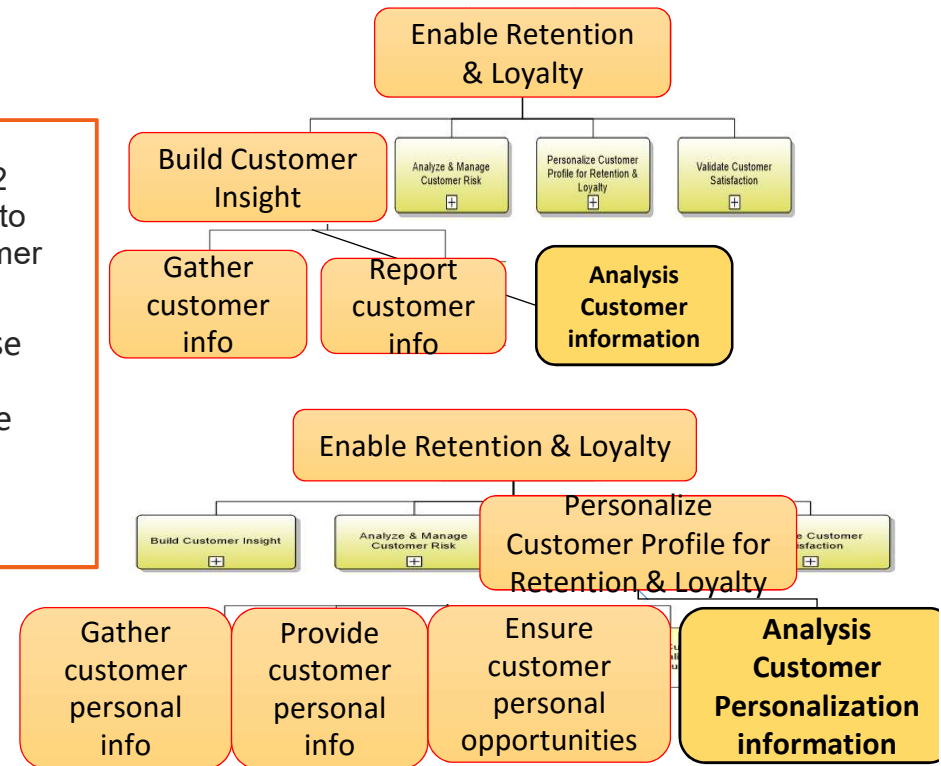 2
to
mer
se
e
Enable Retention
& Loyalty
Build Customer
Insight
Analyze & Manage
Customer Risk
Personalize Customer
Profile for Retention &
Loyalty
Validate Customer
Satisfaction
Gather
customer
info
Report
customer
info
Analysis
Customer
information
Enable Retention & Loyalty
Build Customer Insight
Analyze & Manage
Customer Risk
Personalize
Customer Profile for
Retention & Loyalty
e Customer
sfaction
Gather
customer
personal
info
Provide
customer
personal
info
Ensure
customer
personal
opportunities
Analysis
Customer
Personalization
information